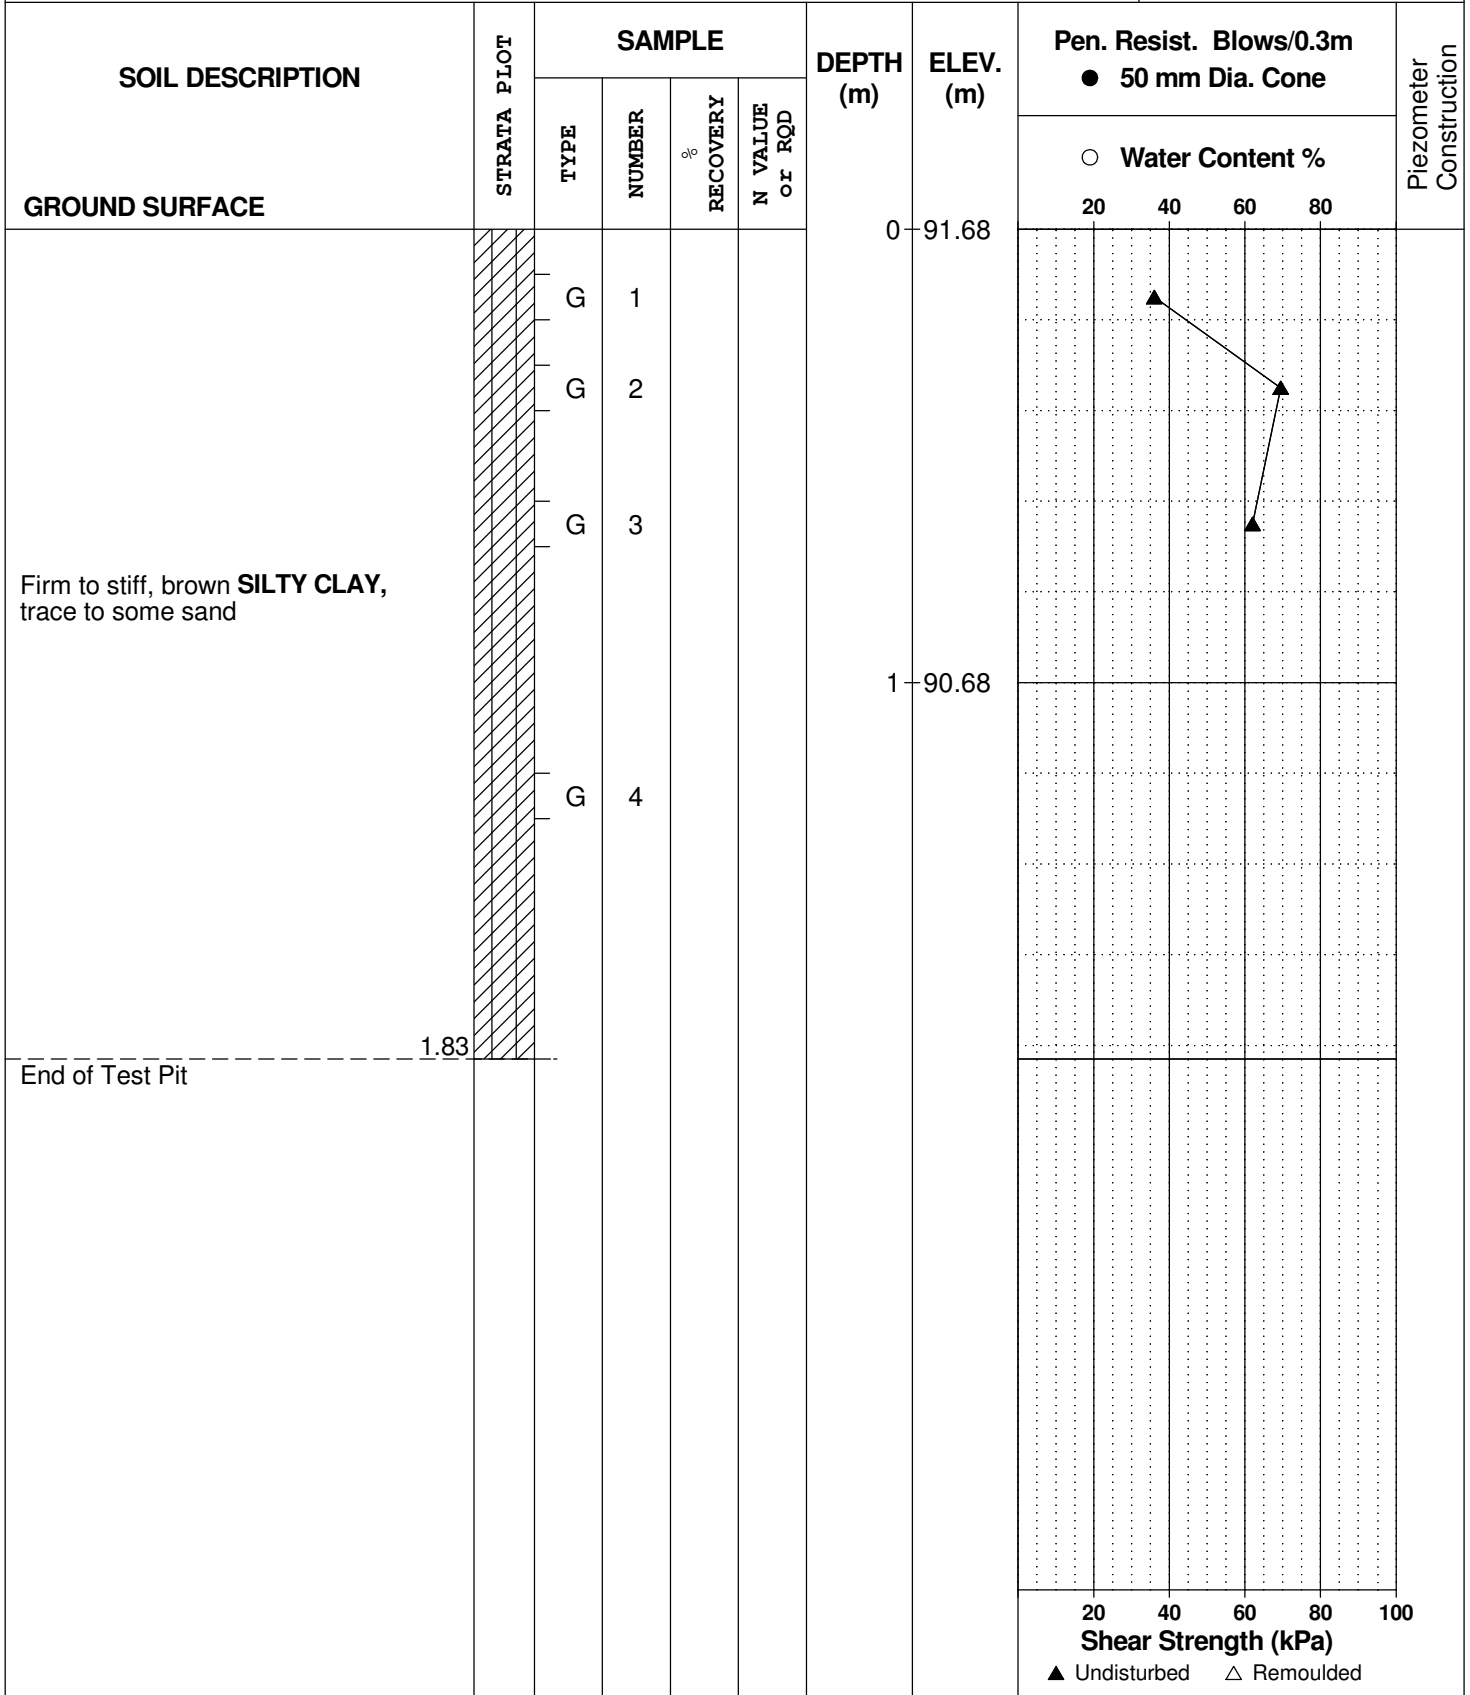 SOIL DESCRIPTION
GROUND SURFACE
STRATA PLOT
SAMPLE
TYPE
NUMBER
%
RECOVERY
N VALUE
or RQD
DEPTH
(m)
ELEV.
(m)
Pen. Resist. Blows/0.3m
● 50 mm Dia. Cone
○ Water Content %
20 40 60 80
Piezometer
Construction
0 91.68
G 1
G 2
G 3
Firm to stiff, brown SILTY CLAY,
trace to some sand
1 90.68
G 4
1.83
End of Test Pit
20 40 60 80 100
Shear Strength (kPa)
▲ Undisturbed △ Remoulded